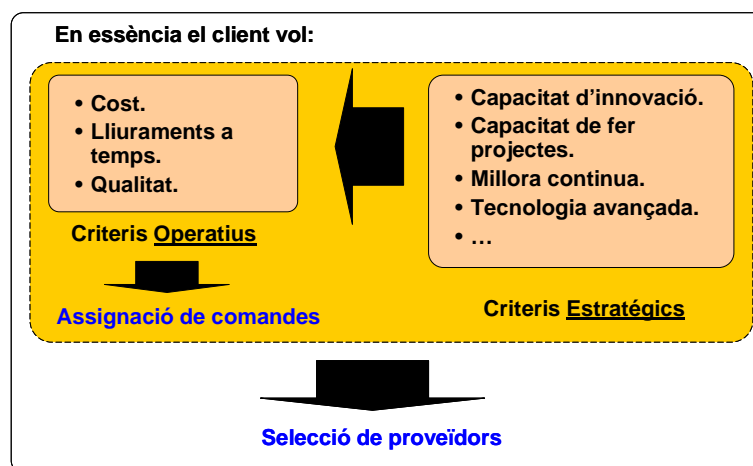 En essència el client vol:
• Cost.
• Lliuraments a
temps.
• Qualitat.
Criteris Operatius
Assignació de comandes
• Capacitat d’innovació.
• Capacitat de fer
projectes.
• Millora continua.
• Tecnologia avançada.
• …
Criteris Estratégics
Selecció de proveïdors